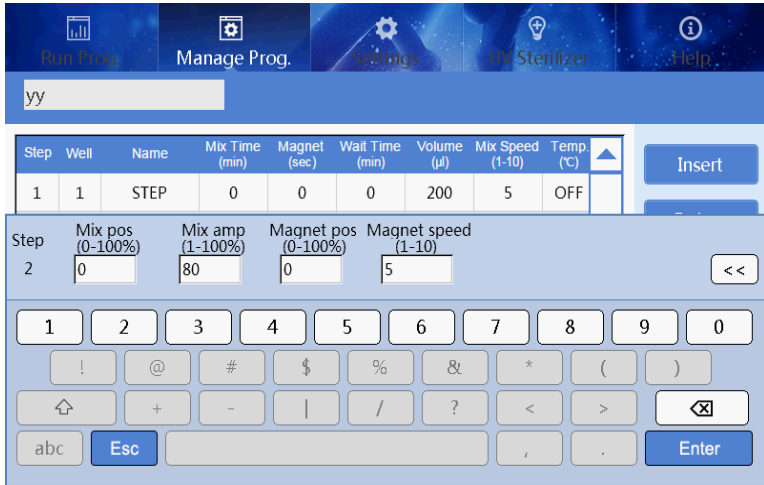 Run Prog. Manage Prog. Settings UV Sterilizer Help
yy
Step Well Name Mix Time (min) Magnet (sec) Wait Time (min) Volume (μl) Mix Speed (1-10) Temp. (℃)
Insert
1 1 STEP 0 0 0 200 5 OFF
Step Mix pos (0-100%) Mix amp (1-100%) Magnet pos (0-100%) Magnet speed (1-10)
2 0 80 0 5 <<
1 2 3 4 5 6 7 8 9 0
! @ # $ % & * ( )
+ - | / ? < >
abc Esc , . Enter